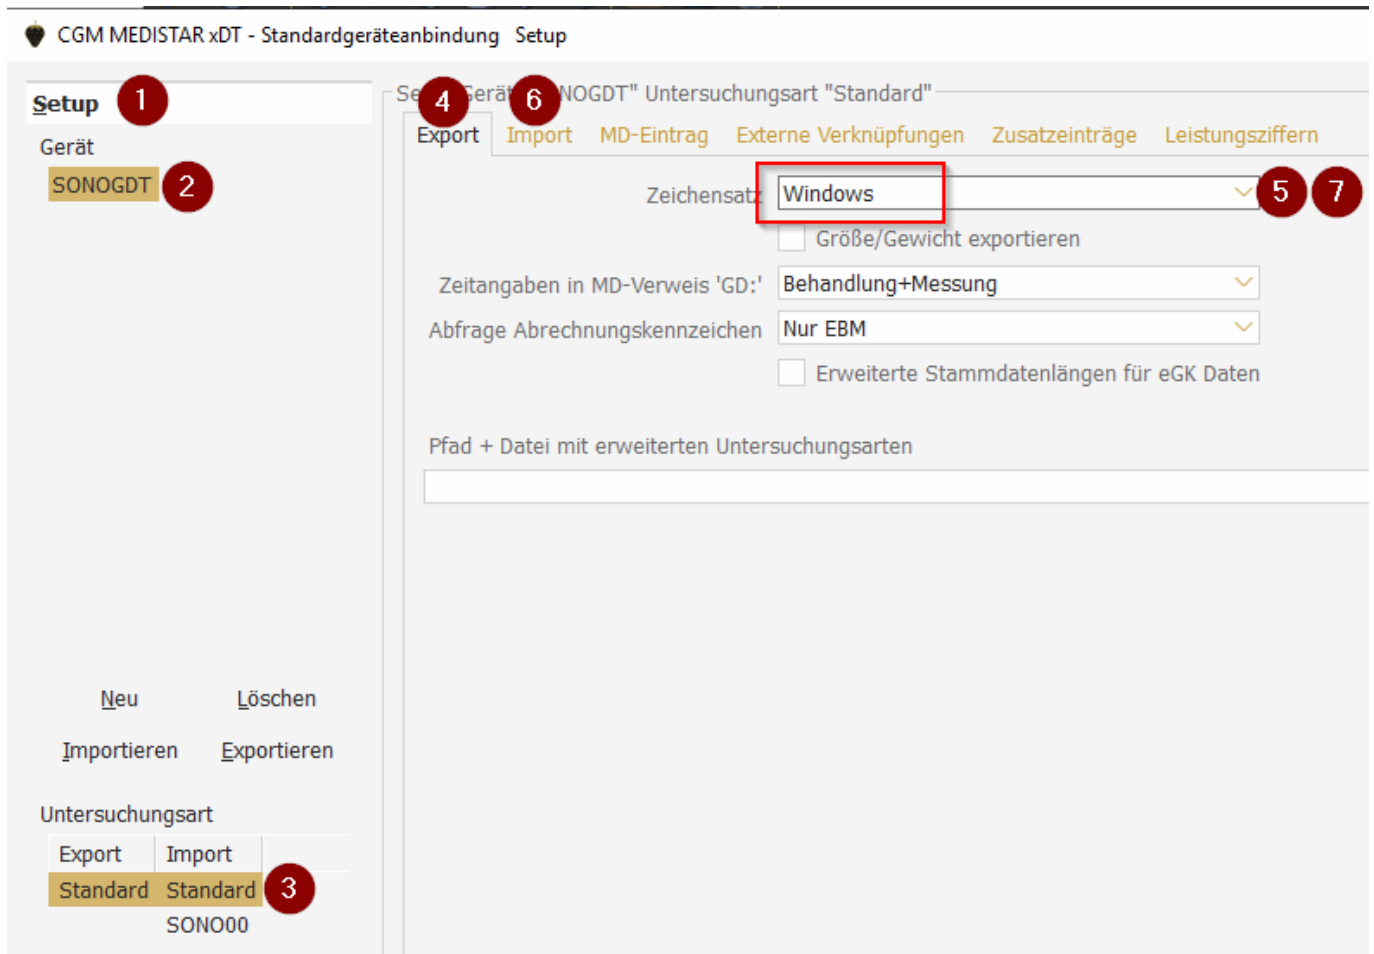 CGM MEDISTAR xDT - Standardgeräteanbindung Setup
Setup 1
Gerät
SONOGDT 2
Neu Löschen
Importieren Exportieren
Untersuchungsart
Export Import
Standard Standard 3
SONO00
4 6
NOGDT" Untersuchungsart "Standard"
Export Import MD-Eintrag Externe Verknüpfungen Zusatzeinträge Leistungsziffern
Zeichensatz Windows 5 7
Größe/Gewicht exportieren
Zeitangaben in MD-Verweis 'GD:' Behandlung+Messung
Abfrage Abrechnungskennzeichen Nur EBM
Erweiterte Stammdatenlängen für eGK Daten
Pfad + Datei mit erweiterten Untersuchungsarten